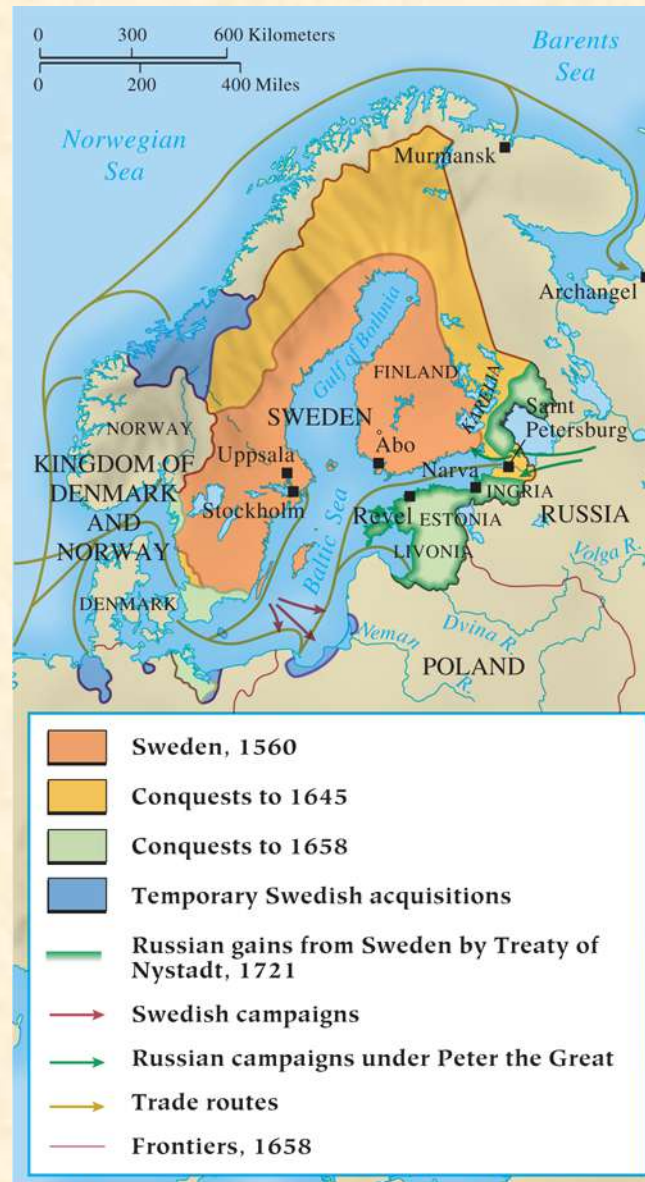 0 300 600 Kilometers
0 200 400 Miles
Barents
Sea
Norwegian
Sea
Murmansk
Archangel
Gulf of Bothnia
FINLAND
KARELIA
SWEDEN
Saint
Petersburg
NORWAY
Uppsala
Åbo
Narva
KINGDOM OF
DENMARK
AND
NORWAY
Stockholm
Baltic Sea
Revel
INGRIA
ESTONIA
RUSSIA
LIVONIA
Volga R.
DENMARK
Neman
R.
Dvina R.
POLAND
Sweden, 1560
Conquests to 1645
Conquests to 1658
Temporary Swedish acquisitions
Russian gains from Sweden by Treaty of
Nystadt, 1721
Swedish campaigns
Russian campaigns under Peter the Great
Trade routes
Frontiers, 1658